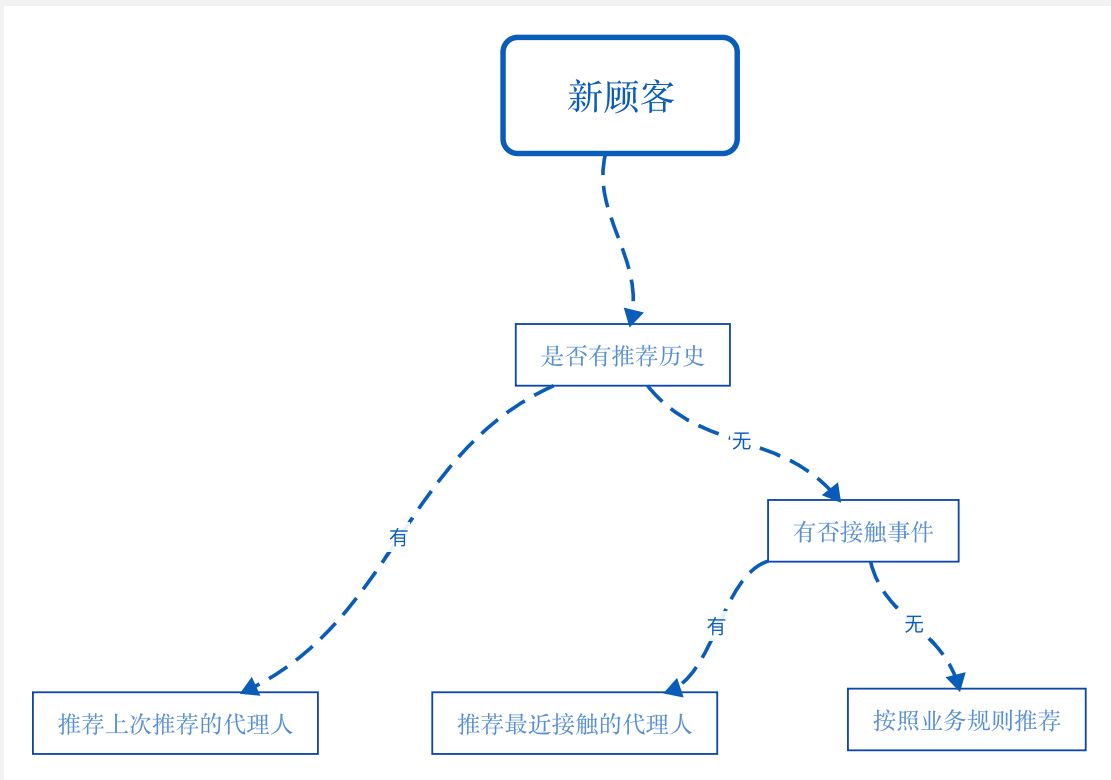 新顾客
是否有推荐历史
无
有否接触事件
有
有
无
推荐上次推荐的代理人
推荐最近接触的代理人
按照业务规则推荐